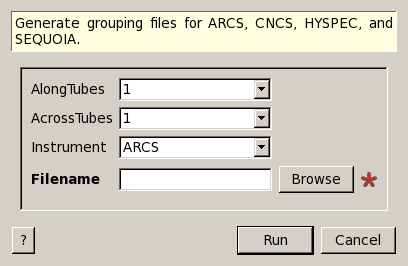 Generate grouping files for ARCS, CNCS, HYSPEC, and
SEQUOIA.
AlongTubes 1
AcrossTubes 1
Instrument ARCS
Filename Browse *
? Run Cancel